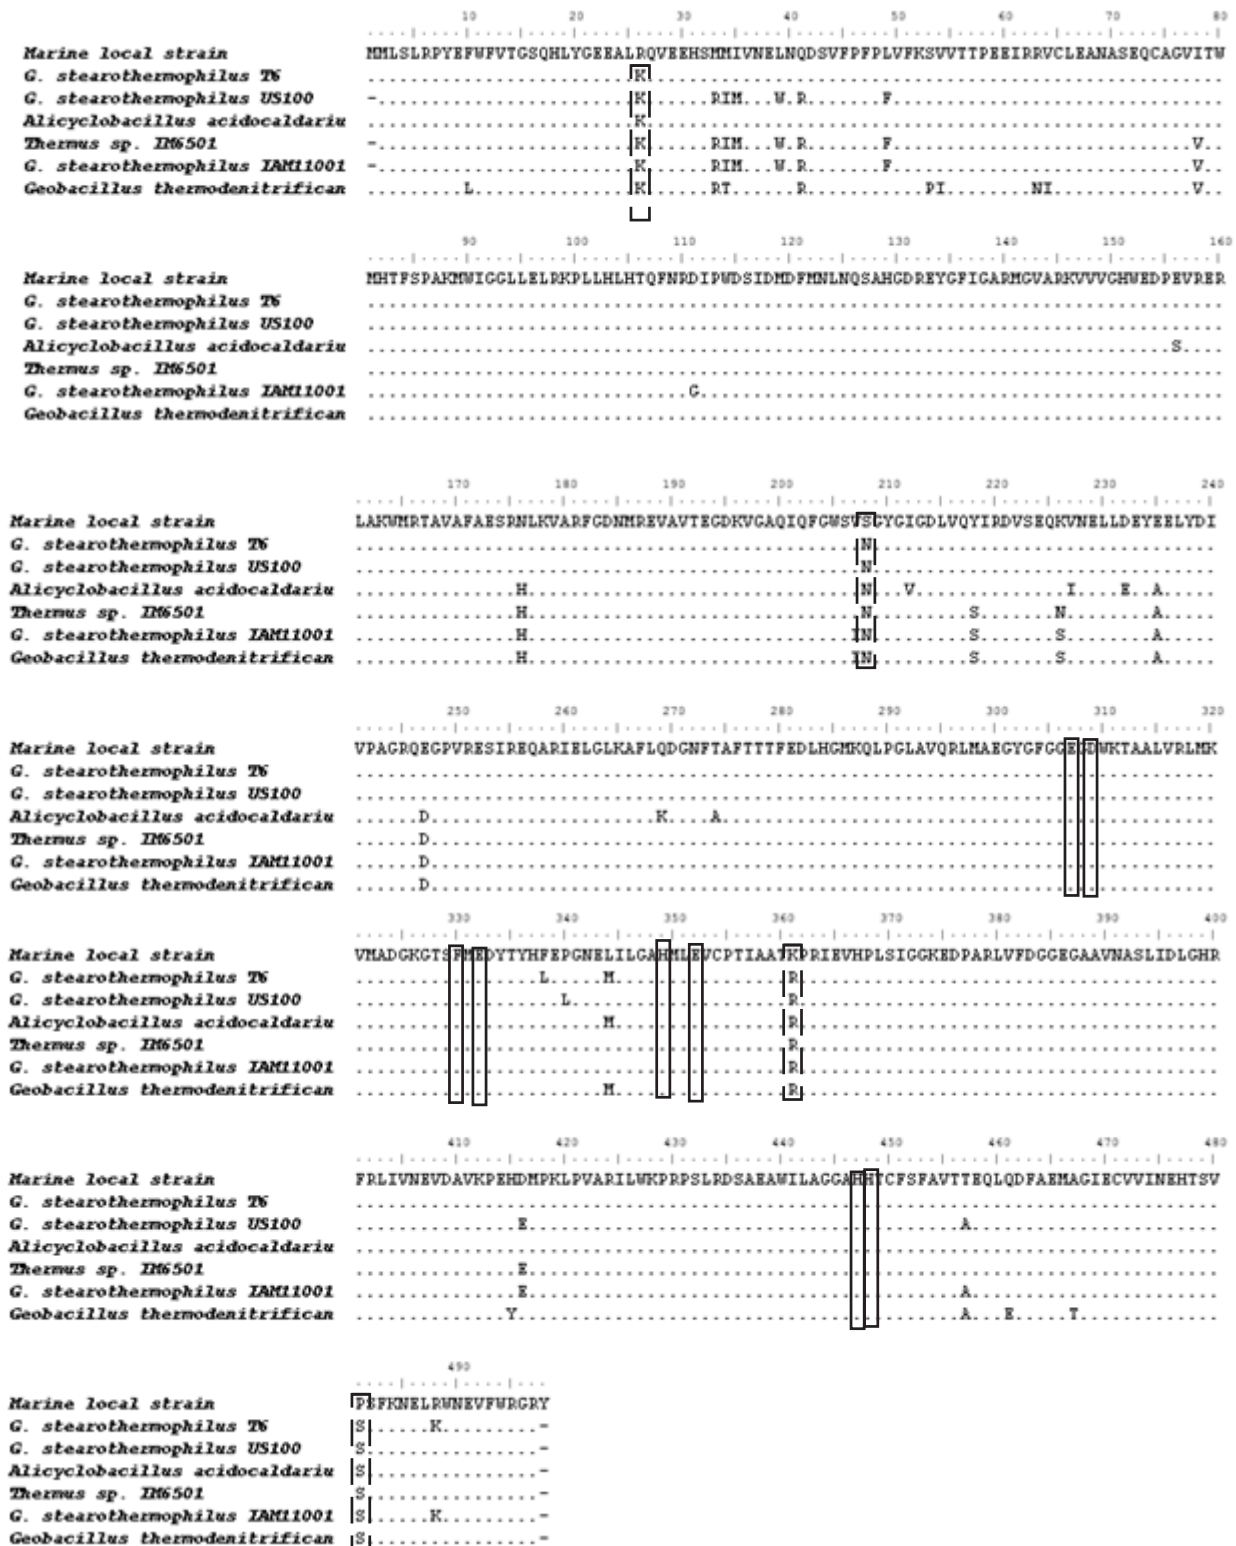 10 20 30 40 50 60 70 80
Marine local strain MMLSLRPYEFWFVTGSQHLYGEEALRQVEEHSMMIVNELNQDSVFPFPLVFKSVVTTPEEIRRVCLEANASEQCAGVITW
G. stearothermophilus T6 .........................K......................................................
G. stearothermophilus US100 -........................K......RIM...W.R.......F...............................
Alicyclobacillus acidocaldariu .........................K......................................................
Thermus sp. IM6501 -........................K......RIM...W.R.......F............................V..
G. stearothermophilus IAM11001 -........................K......RIM...W.R.......F............................V..
Geobacillus thermodenitrifican .........L...............K......RT......R...........PI........NI.............V..
90 100 110 120 130 140 150 160
Marine local strain MHTFSPAKMWIGGLLELRKPLLHLHTQFNRDIPWDSIDMDFMNLNQSAHGDREYGFIGARMGVARKVVVGHWEDPEVRER
G. stearothermophilus T6 ................................................................................
G. stearothermophilus US100 ................................................................................
Alicyclobacillus acidocaldariu ...........................................................................S....
Thermus sp. IM6501 ................................................................................
G. stearothermophilus IAM11001 ..............................G.................................................
Geobacillus thermodenitrifican ................................................................................
170 180 190 200 210 220 230 240
Marine local strain LAKWMRTAVAFAESRNLKVARFGDNMREVAVTEGDKVGAQIQFGWSVSGYGIGDLVQYIRDVSEQKVNELLDEYEELYDI
G. stearothermophilus T6 ...............................................N................................
G. stearothermophilus US100 ...............................................N................................
Alicyclobacillus acidocaldariu ...............H...............................N...V..............I....E..A.....
Thermus sp. IM6501 ...............H...............................N.........S.......N........A.....
G. stearothermophilus IAM11001 ...............H..............................IN.........S.......S........A.....
Geobacillus thermodenitrifican ...............H..............................IN.........S.......S........A.....
250 260 270 280 290 300 310 320
Marine local strain VPAGRQEGPVRESIREQARIELGLKAFLQDGNFTAFTTTFEDLHGMKQLPGLAVQRLMAEGYGFGGEGDWKTAALVRLMK
G. stearothermophilus T6 ................................................................................
G. stearothermophilus US100 ................................................................................
Alicyclobacillus acidocaldariu ......D.....................K....A..............................................
Thermus sp. IM6501 ......D.........................................................................
G. stearothermophilus IAM11001 ......D.........................................................................
Geobacillus thermodenitrifican ......D.........................................................................
330 340 350 360 370 380 390 400
Marine local strain VMADGKGTSFMEDYTYHFEPGNELILGAHMLEVCPTIAATKPRIEVHPLSIGGKEDPARLVFDGGEGAAVNASLIDLGHR
G. stearothermophilus T6 .................L.....M................R.......................................
G. stearothermophilus US100 ...................L....................R.......................................
Alicyclobacillus acidocaldariu .......................M................R.......................................
Thermus sp. IM6501 ........................................R.......................................
G. stearothermophilus IAM11001 ........................................R.......................................
Geobacillus thermodenitrifican .......................M................R.......................................
410 420 430 440 450 460 470 480
Marine local strain FRLIVNEVDAVKPEHDMPKLPVARILWKPRPSLRDSAEAWILAGGAHHTCFSFAVTTEQLQDFAEMAGIECVVINEHTSV
G. stearothermophilus T6 ................................................................................
G. stearothermophilus US100 ...............E........................................A.......................
Alicyclobacillus acidocaldariu ................................................................................
Thermus sp. IM6501 ...............E................................................................
G. stearothermophilus IAM11001 ...............E........................................A.......................
Geobacillus thermodenitrifican ..............Y.........................................A...E.....T.............
490
Marine local strain PEFKNELRWNEVFWRGRY
G. stearothermophilus T6 S......K.........-
G. stearothermophilus US100 S................-
Alicyclobacillus acidocaldariu S................-
Thermus sp. IM6501 S................-
G. stearothermophilus IAM11001 S......K.........-
Geobacillus thermodenitrifican S................-